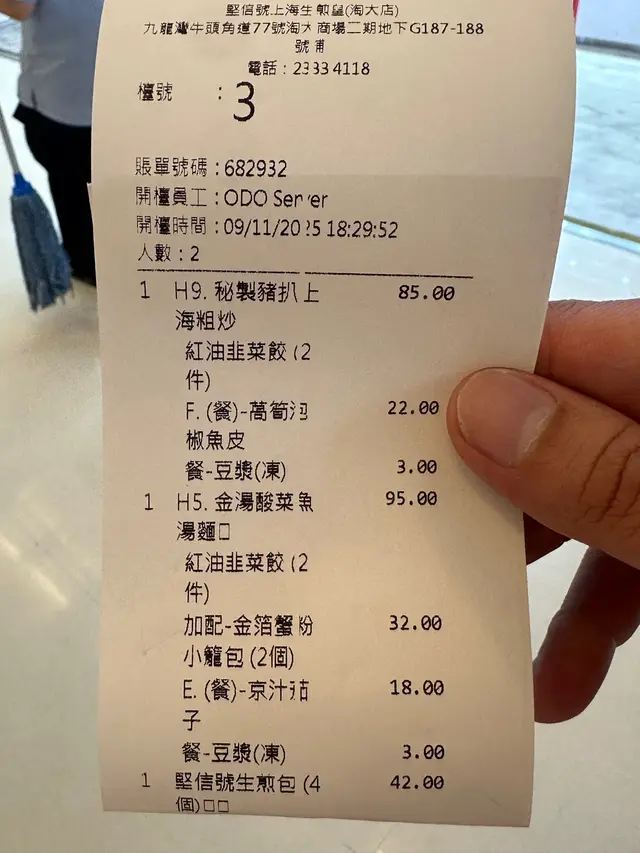 堅信號上海生煎皇(淘大店)
九龍灣牛頭角道77號淘大商場二期地下G187-188
號 甫
電話：2333 4118
檯號 ：3
賬單號碼：682932
開檯員工：ODO Server
開檯時間：09/11/2025 18:29:52
人數：2
1 H9. 秘製豬扒上 85.00
海粗炒
紅油韭菜餃 (2
件)
F. (餐)-萵筍泡 22.00
椒魚皮
餐-豆漿(凍) 3.00
1 H5. 金湯酸菜魚 95.00
湯麵□
紅油韭菜餃 (2
件)
加配-金箔蟹粉 32.00
小籠包 (2個)
E. (餐)-京汁茄 18.00
子
餐-豆漿(凍) 3.00
1 堅信號生煎包 (4 42.00
個)□□